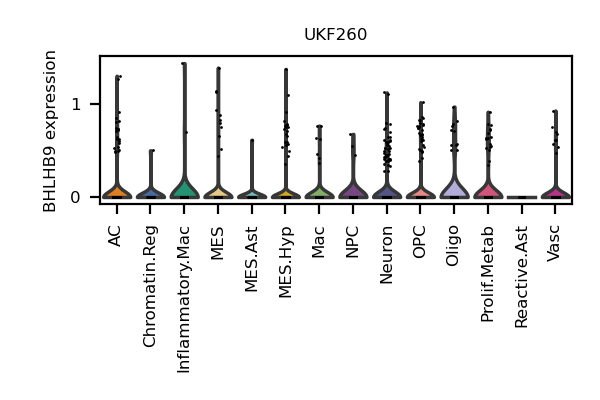 UKF260
BHLHB9 expression
1
0
AC
Chromatin.Reg
Inflammatory.Mac
MES
MES.Ast
MES.Hyp
Mac
NPC
Neuron
OPC
Oligo
Prolif.Metab
Reactive.Ast
Vasc